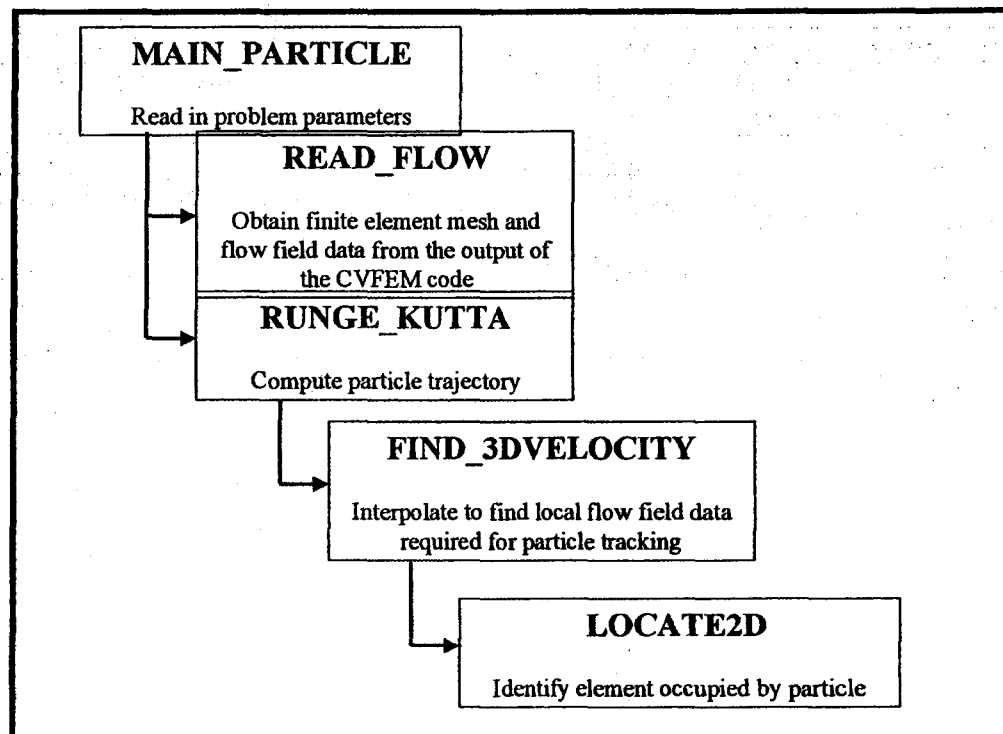 MAIN_PARTICLE
Read in problem parameters
READ_FLOW
Obtain finite element mesh and
flow field data from the output of
the CVFEM code
RUNGE_KUTTA
Compute particle trajectory
FIND_3DVELOCITY
Interpolate to find local flow field data
required for particle tracking
LOCATE2D
Identify element occupied by particle